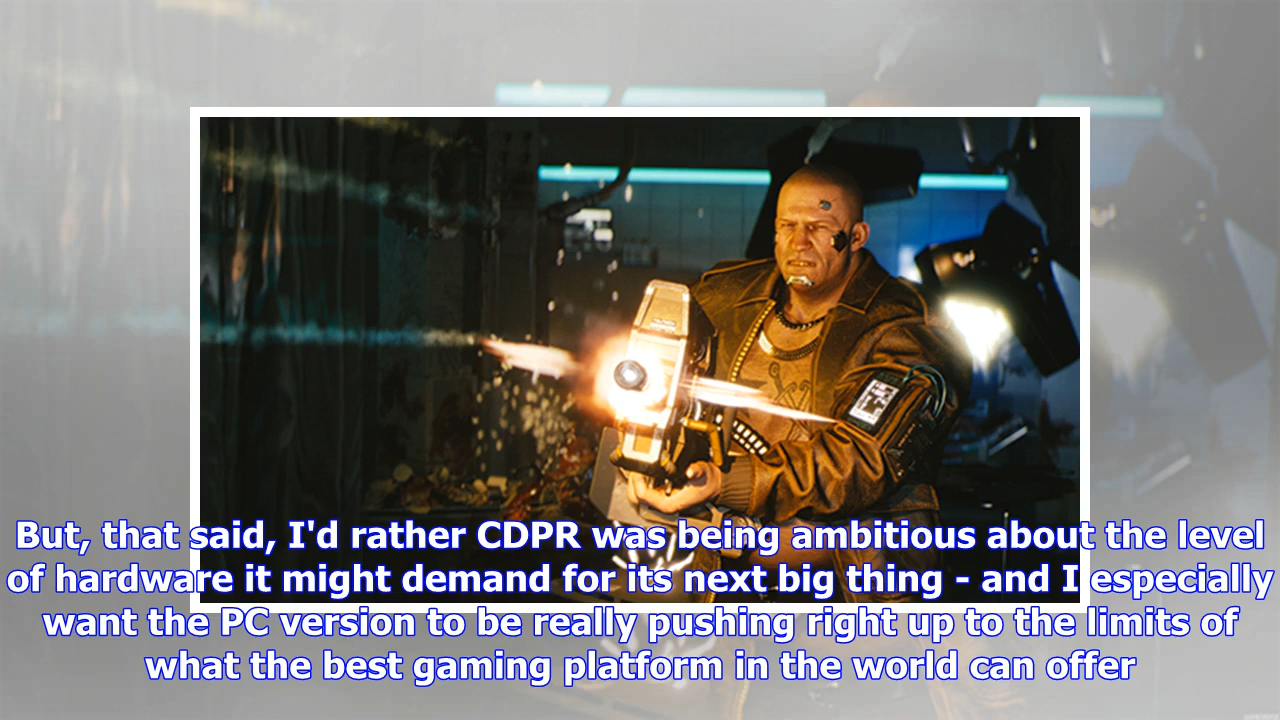 But, that said, I'd rather CDPR was being ambitious about the level
of hardware it might demand for its next big thing - and I especially
want the PC version to be really pushing right up to the limits of
what the best gaming platform in the world can offer